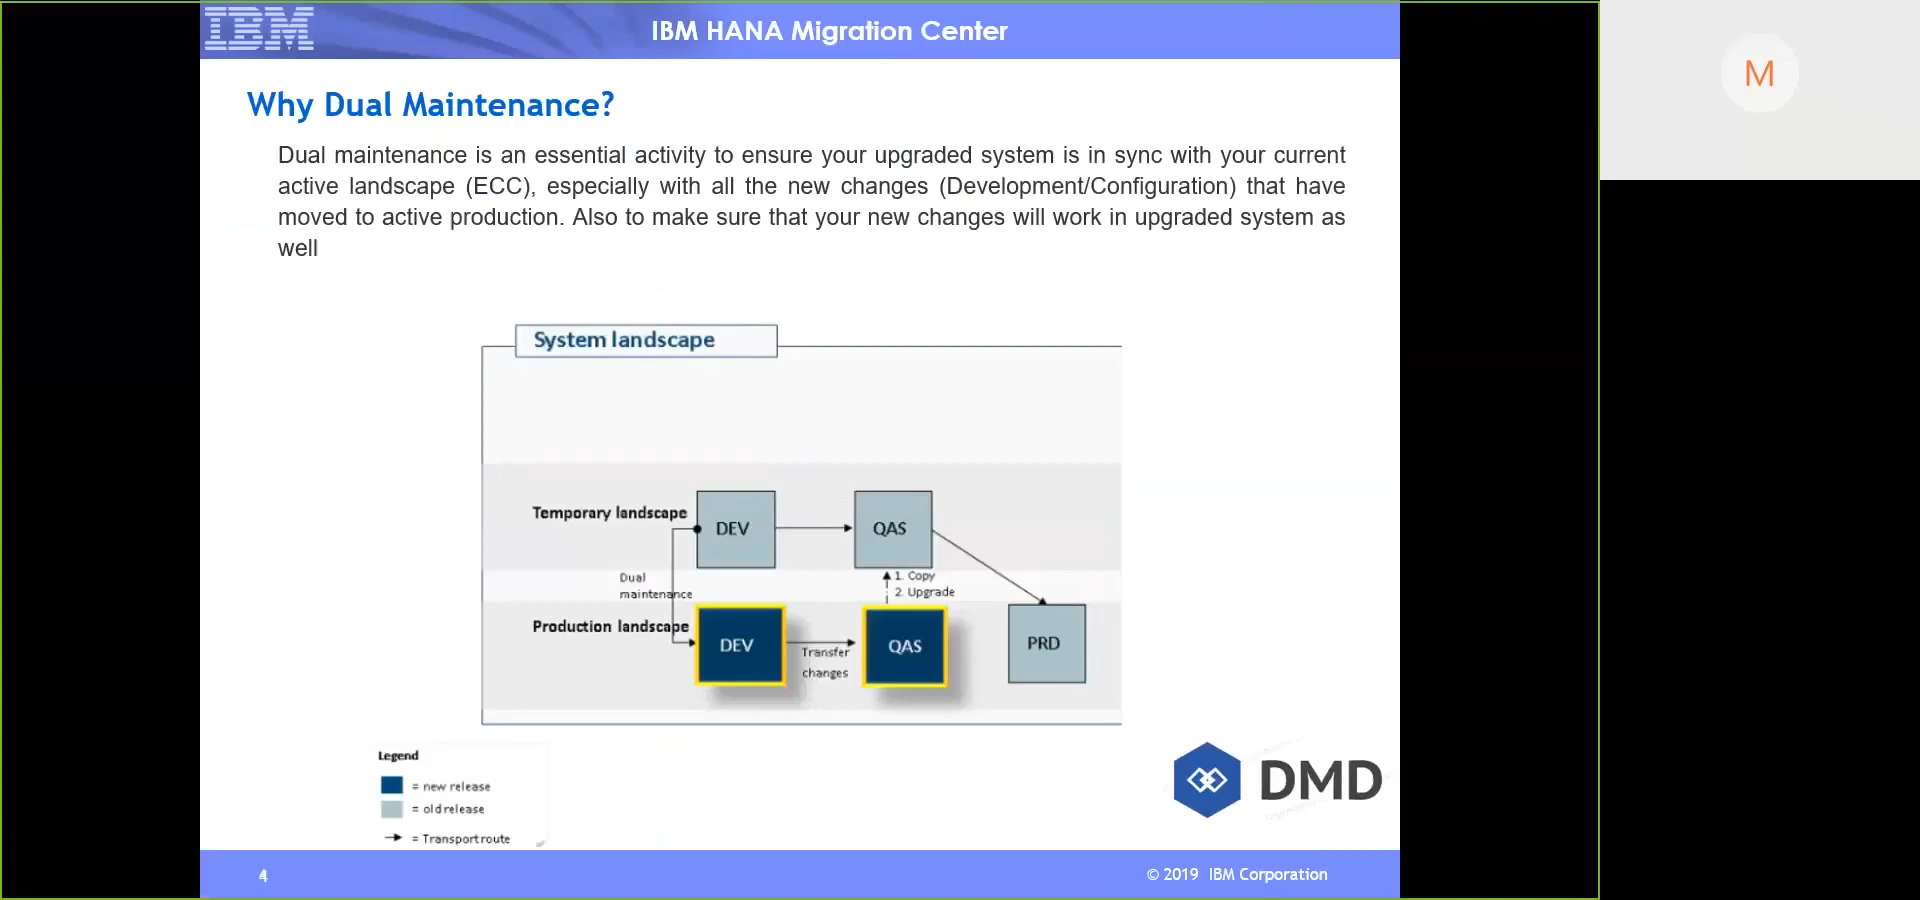 IBM
IBM HANA Migration Center
M
Why Dual Maintenance?
Dual maintenance is an essential activity to ensure your upgraded system is in sync with your current
active landscape (ECC), especially with all the new changes (Development/Configuration) that have
moved to active production. Also to make sure that your new changes will work in upgraded system as
well
System landscape
Temporary landscape
DEV
QAS
Dual
maintenance
1. Copy
2. Upgrade
Production landscape
DEV
Transfer
changes
QAS
PRD
Legend
= new release
= old release
= Transport route
DMD
4
© 2019 IBM Corporation